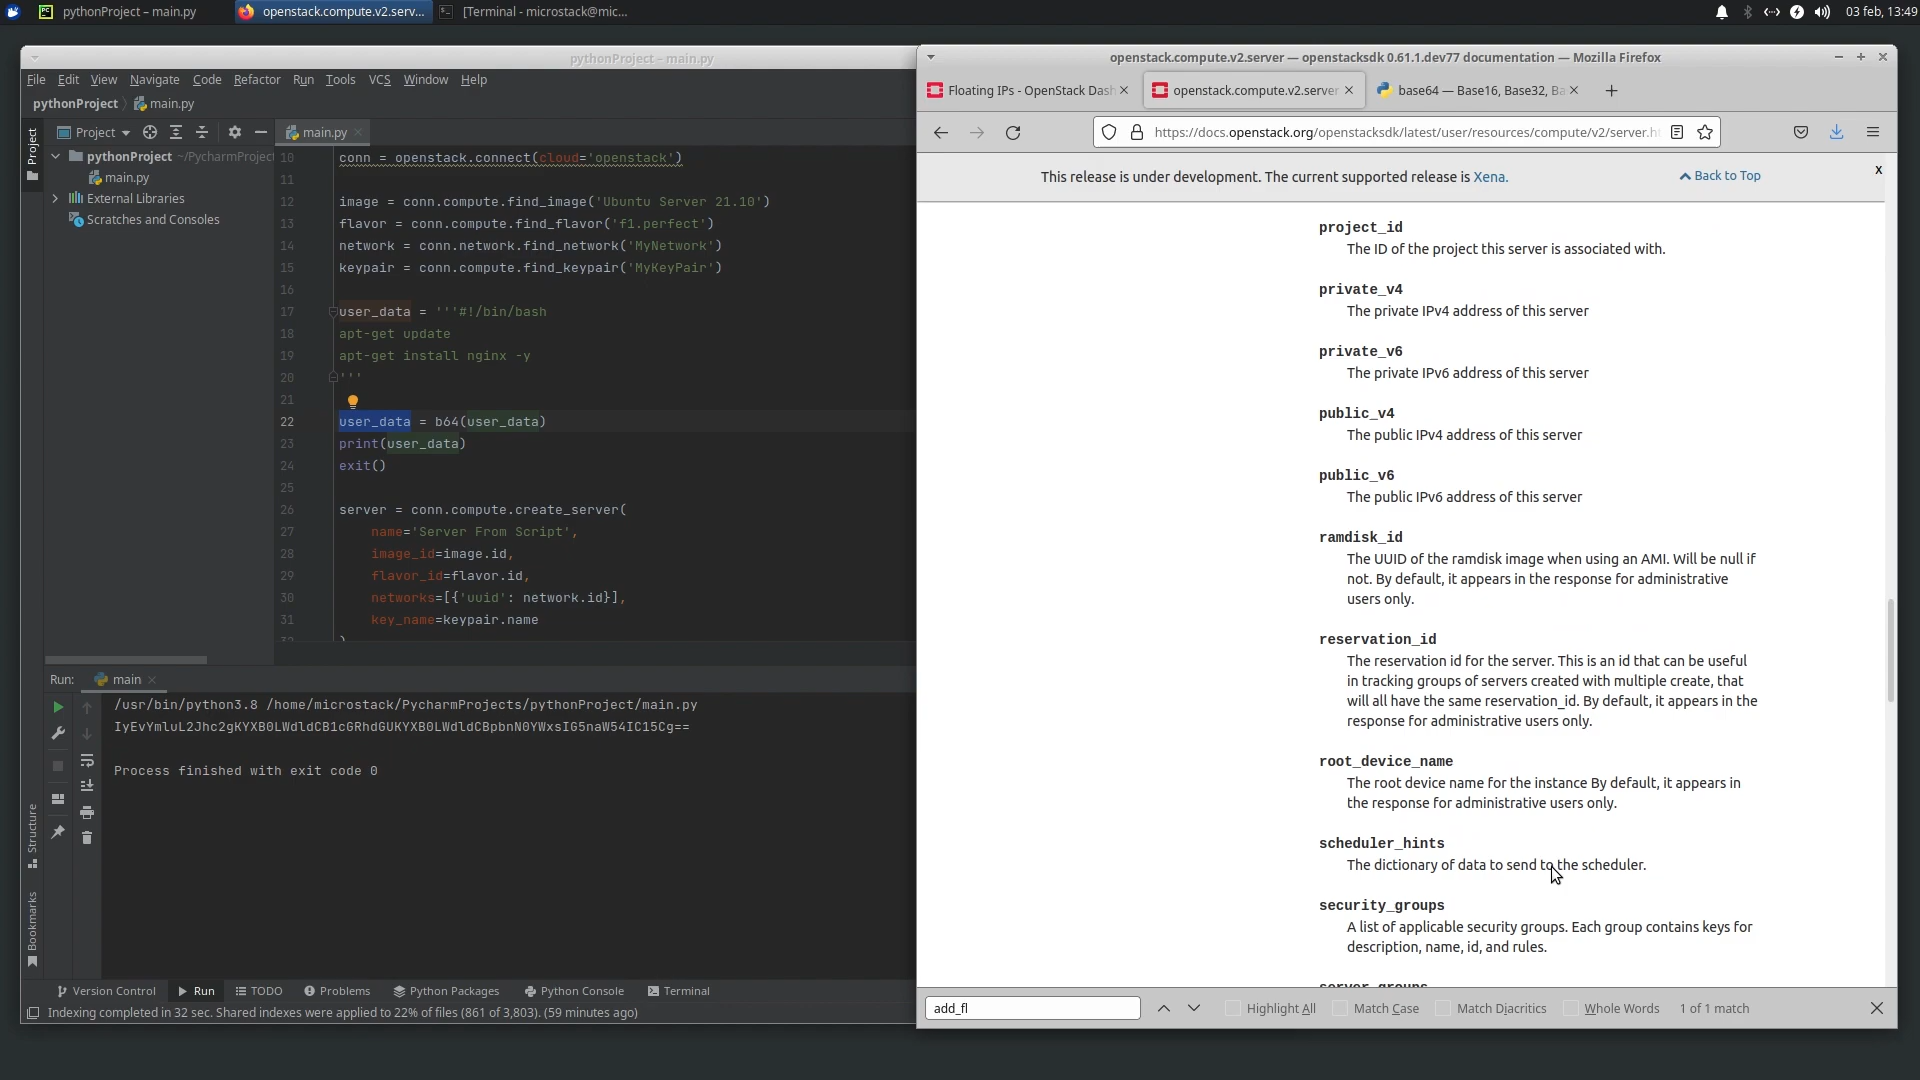 pythonProject – main.py
openstack.compute.v2.serv...
[Terminal - microstack@mic...
03 feb, 13:49
pythonProject – main.py
File Edit View Navigate Code Refactor Run Tools VCS Window Help
pythonProject main.py
Project
Project
main.py
pythonProject ~/PycharmProject
main.py
External Libraries
Scratches and Consoles
10 conn = openstack.connect(cloud='openstack')
11
12 image = conn.compute.find_image('Ubuntu Server 21.10')
13 flavor = conn.compute.find_flavor('f1.perfect')
14 network = conn.network.find_network('MyNetwork')
15 keypair = conn.compute.find_keypair('MyKeyPair')
16
17 user_data = '''#!/bin/bash
18 apt-get update
19 apt-get install nginx -y
20 '''
21
22 user_data = b64(user_data)
23 print(user_data)
24 exit()
25
26 server = conn.compute.create_server(
27 name='Server From Script',
28 image_id=image.id,
29 flavor_id=flavor.id,
30 networks=[{'uuid': network.id}],
31 key_name=keypair.name
32 )
Run: main
/usr/bin/python3.8 /home/microstack/PycharmProjects/pythonProject/main.py
IyEvYmluL2Jhc2gKYXB0LWdldCB1cGRhdGUKYXB0LWdldCBpbnN0YWxsIG5naW54IC15Cg==
Process finished with exit code 0
Structure
Bookmarks
Version Control Run TODO Problems Python Packages Python Console Terminal
Indexing completed in 32 sec. Shared indexes were applied to 22% of files (861 of 3,803). (59 minutes ago)
openstack.compute.v2.server — openstacksdk 0.61.1.dev77 documentation — Mozilla Firefox
Floating IPs - OpenStack Dash
openstack.compute.v2.server
base64 — Base16, Base32, Ba
https://docs.openstack.org/openstacksdk/latest/user/resources/compute/v2/server.ht
This release is under development. The current supported release is Xena.
Back to Top
x
project_id
The ID of the project this server is associated with.
private_v4
The private IPv4 address of this server
private_v6
The private IPv6 address of this server
public_v4
The public IPv4 address of this server
public_v6
The public IPv6 address of this server
ramdisk_id
The UUID of the ramdisk image when using an AMI. Will be null if
not. By default, it appears in the response for administrative
users only.
reservation_id
The reservation id for the server. This is an id that can be useful
in tracking groups of servers created with multiple create, that
will all have the same reservation_id. By default, it appears in the
response for administrative users only.
root_device_name
The root device name for the instance By default, it appears in
the response for administrative users only.
scheduler_hints
The dictionary of data to send to the scheduler.
security_groups
A list of applicable security groups. Each group contains keys for
description, name, id, and rules.
server_groups
add_fl
Highlight All Match Case Match Diacritics Whole Words 1 of 1 match